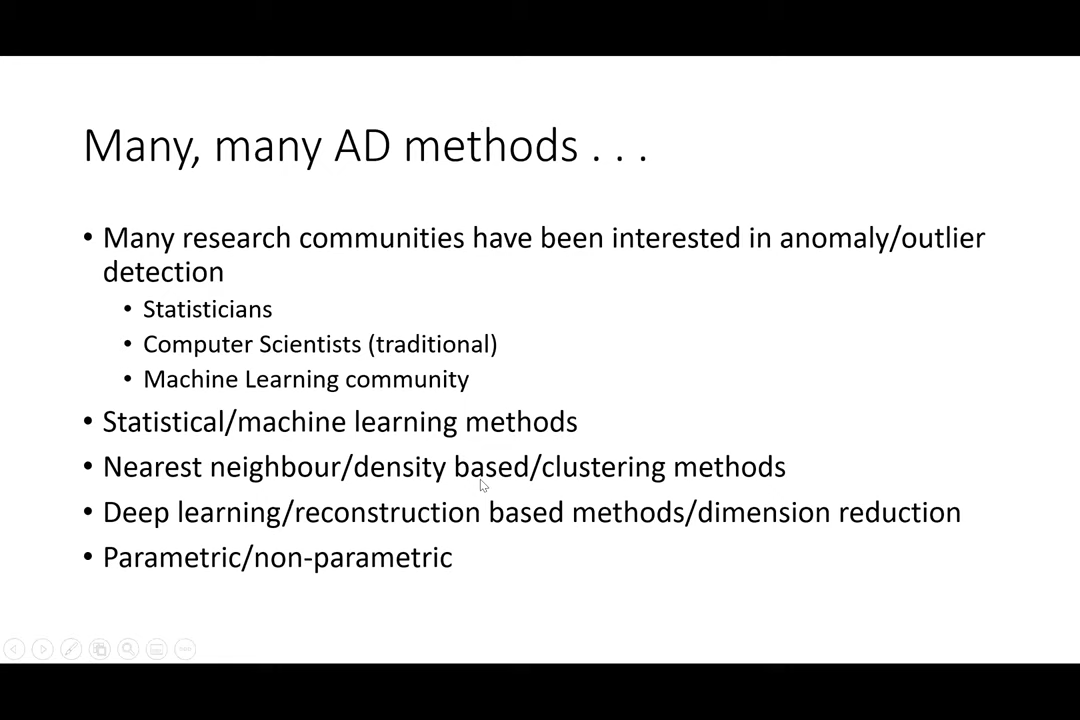 Many, many AD methods . . .
• Many research communities have been interested in anomaly/outlier
detection
• Statisticians
• Computer Scientists (traditional)
• Machine Learning community
• Statistical/machine learning methods
• Nearest neighbour/density based/clustering methods
• Deep learning/reconstruction based methods/dimension reduction
• Parametric/non-parametric